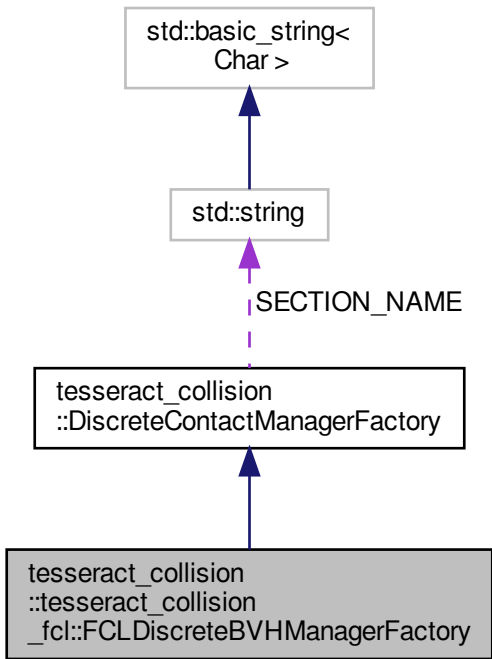 std::basic_string<
Char >
std::string
SECTION_NAME
tesseract_collision
::DiscreteContactManagerFactory
tesseract_collision
::tesseract_collision
_fcl::FCLDiscreteBVHManagerFactory